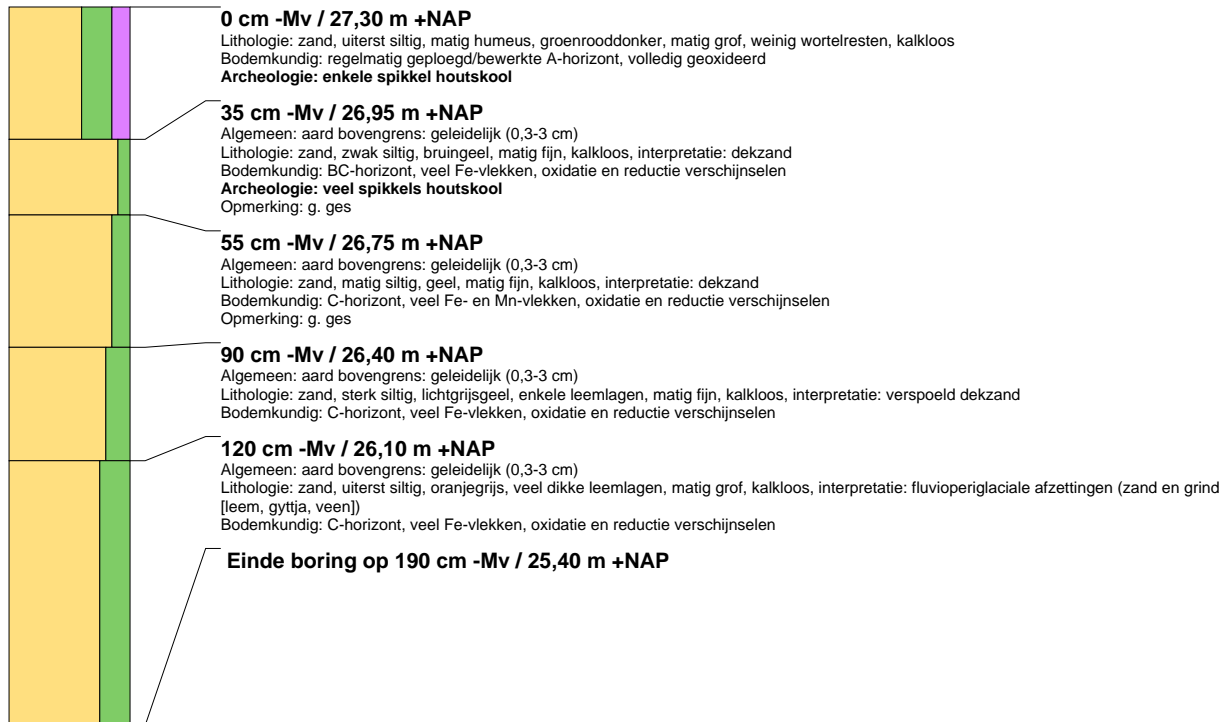 0 cm -Mv / 27,30 m +NAP
Lithologie: zand, uiterst siltig, matig humeus, groenrooddonker, matig grof, weinig wortelresten, kalkloos
Bodemkundig: regelmatig geploegd/bewerkte A-horizont, volledig geoxideerd
Archeologie: enkele spikkel houtskool
35 cm -Mv / 26,95 m +NAP
Algemeen: aard bovengrens: geleidelijk (0,3-3 cm)
Lithologie: zand, zwak siltig, bruingeel, matig fijn, kalkloos, interpretatie: dekzand
Bodemkundig: BC-horizont, veel Fe-vlekken, oxidatie en reductie verschijnselen
Archeologie: veel spikkels houtskool
Opmerking: g. ges
55 cm -Mv / 26,75 m +NAP
Algemeen: aard bovengrens: geleidelijk (0,3-3 cm)
Lithologie: zand, matig siltig, geel, matig fijn, kalkloos, interpretatie: dekzand
Bodemkundig: C-horizont, veel Fe- en Mn-vlekken, oxidatie en reductie verschijnselen
Opmerking: g. ges
90 cm -Mv / 26,40 m +NAP
Algemeen: aard bovengrens: geleidelijk (0,3-3 cm)
Lithologie: zand, sterk siltig, lichtgrijsgeel, enkele leemlagen, matig fijn, kalkloos, interpretatie: verspoeld dekzand
Bodemkundig: C-horizont, veel Fe-vlekken, oxidatie en reductie verschijnselen
120 cm -Mv / 26,10 m +NAP
Algemeen: aard bovengrens: geleidelijk (0,3-3 cm)
Lithologie: zand, uiterst siltig, oranjegrijs, veel dikke leemlagen, matig grof, kalkloos, interpretatie: fluvioperiglaciale afzettingen (zand en grind
[leem, gyttja, veen])
Bodemkundig: C-horizont, veel Fe-vlekken, oxidatie en reductie verschijnselen
Einde boring op 190 cm -Mv / 25,40 m +NAP